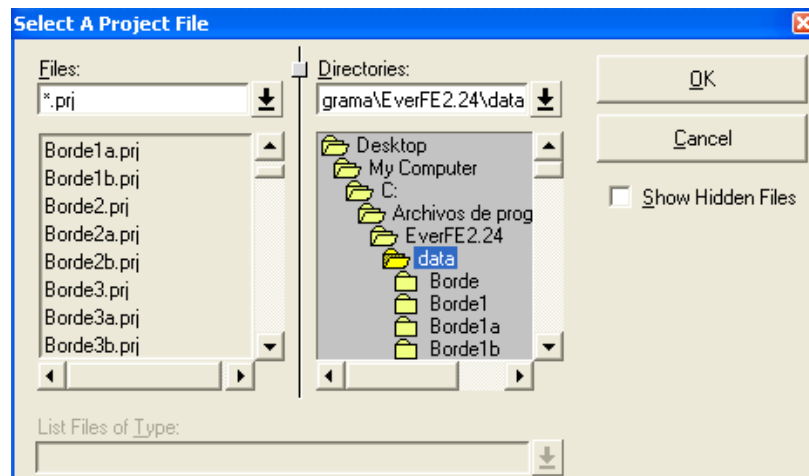 Select A Project File
Files:
*.prj
Borde1a.prj
Borde1b.prj
Borde2.prj
Borde2a.prj
Borde2b.prj
Borde3.prj
Borde3a.prj
Borde3b.prj
Directories:
grama\EverFE2.24\data
Desktop
My Computer
C:
Archivos de prog
EverFE2.24
data
Borde
Borde1
Borde1a
Borde1b
OK
Cancel
Show Hidden Files
List Files of Type: